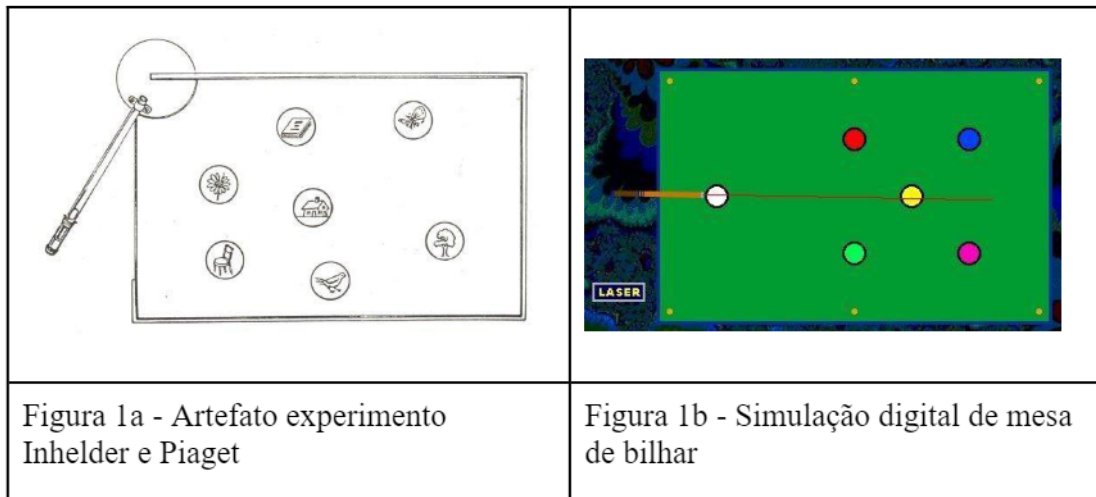 LASER
Figura 1a - Artefato experimento
Inhelder e Piaget
Figura 1b - Simulação digital de mesa
de bilhar